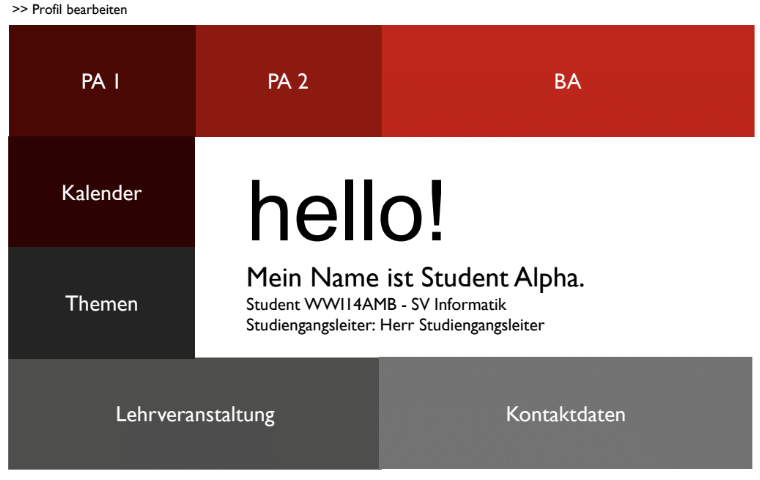 >> Profil bearbeiten
PA 1
PA 2
BA
Kalender
hello!
Mein Name ist Student Alpha.
Student WWI14AMB - SV Informatik
Studiengangsleiter: Herr Studiengangsleiter
Themen
Lehrveranstaltung
Kontaktdaten